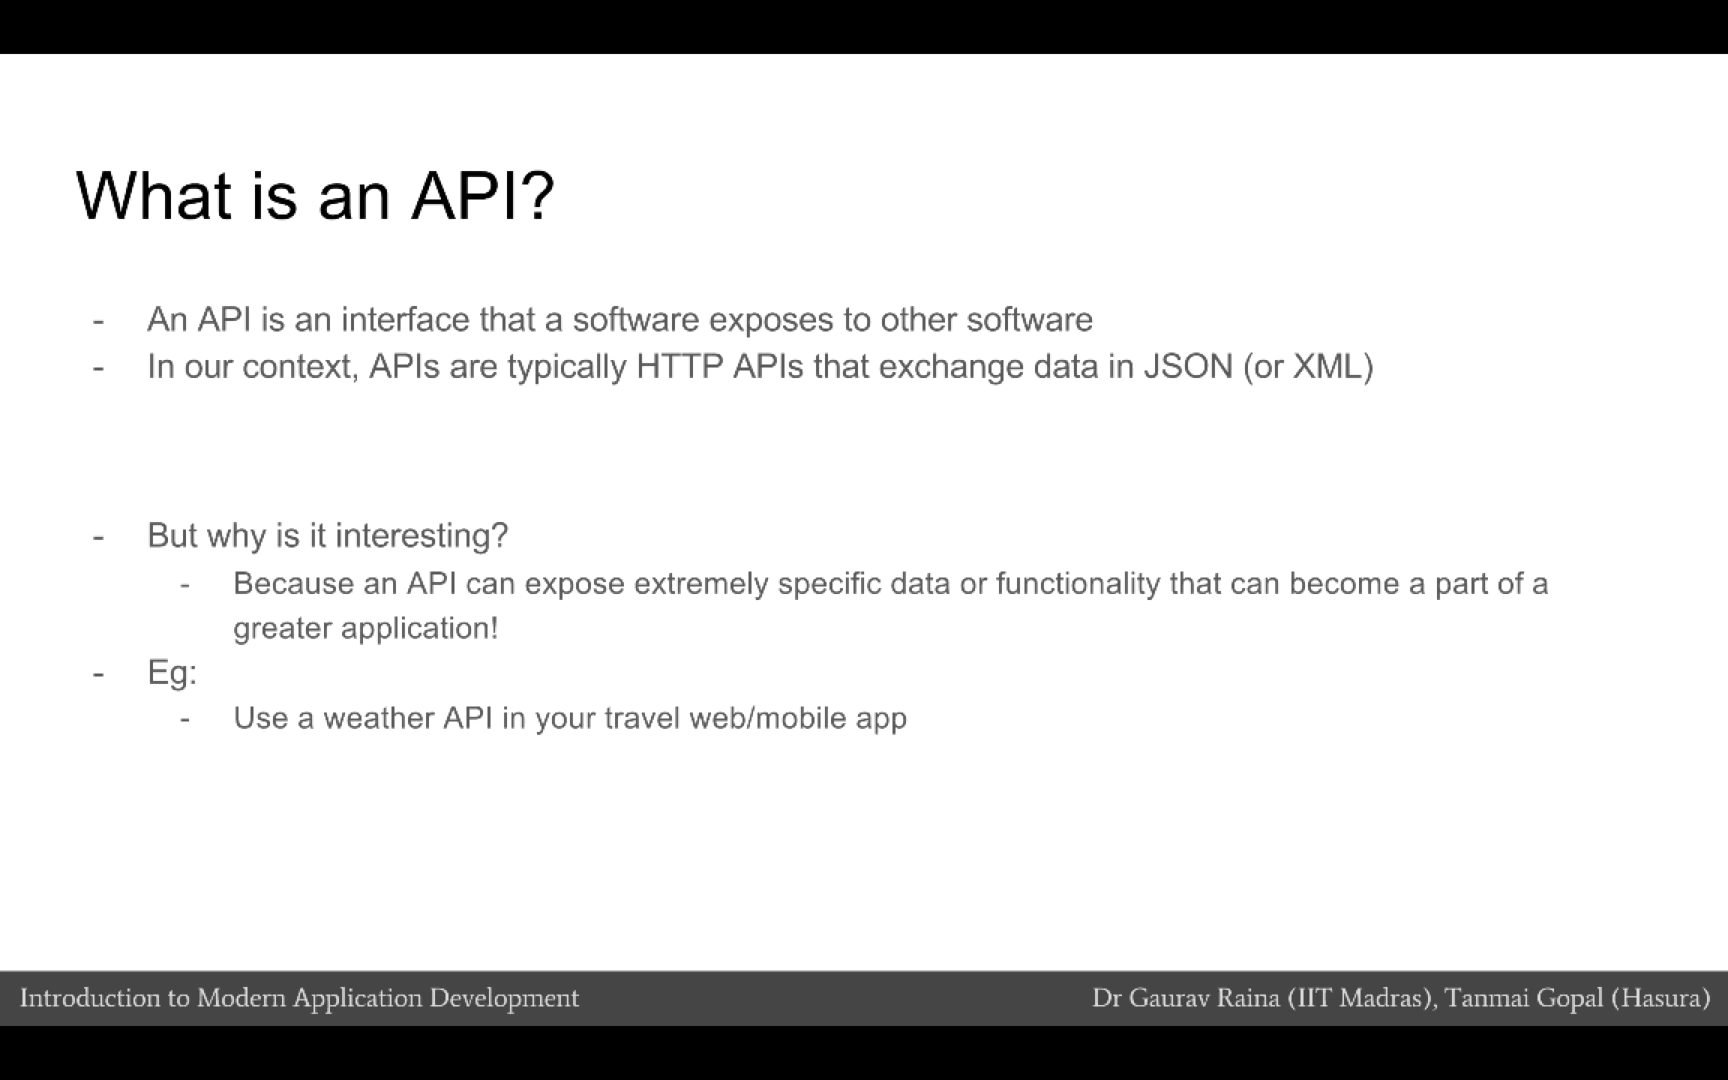 What is an API?
- An API is an interface that a software exposes to other software
- In our context, APIs are typically HTTP APIs that exchange data in JSON (or XML)
- But why is it interesting?
- Because an API can expose extremely specific data or functionality that can become a part of a
greater application!
- Eg:
- Use a weather API in your travel web/mobile app
Introduction to Modern Application Development
Dr Gaurav Raina (IIT Madras), Tanmai Gopal (Hasura)